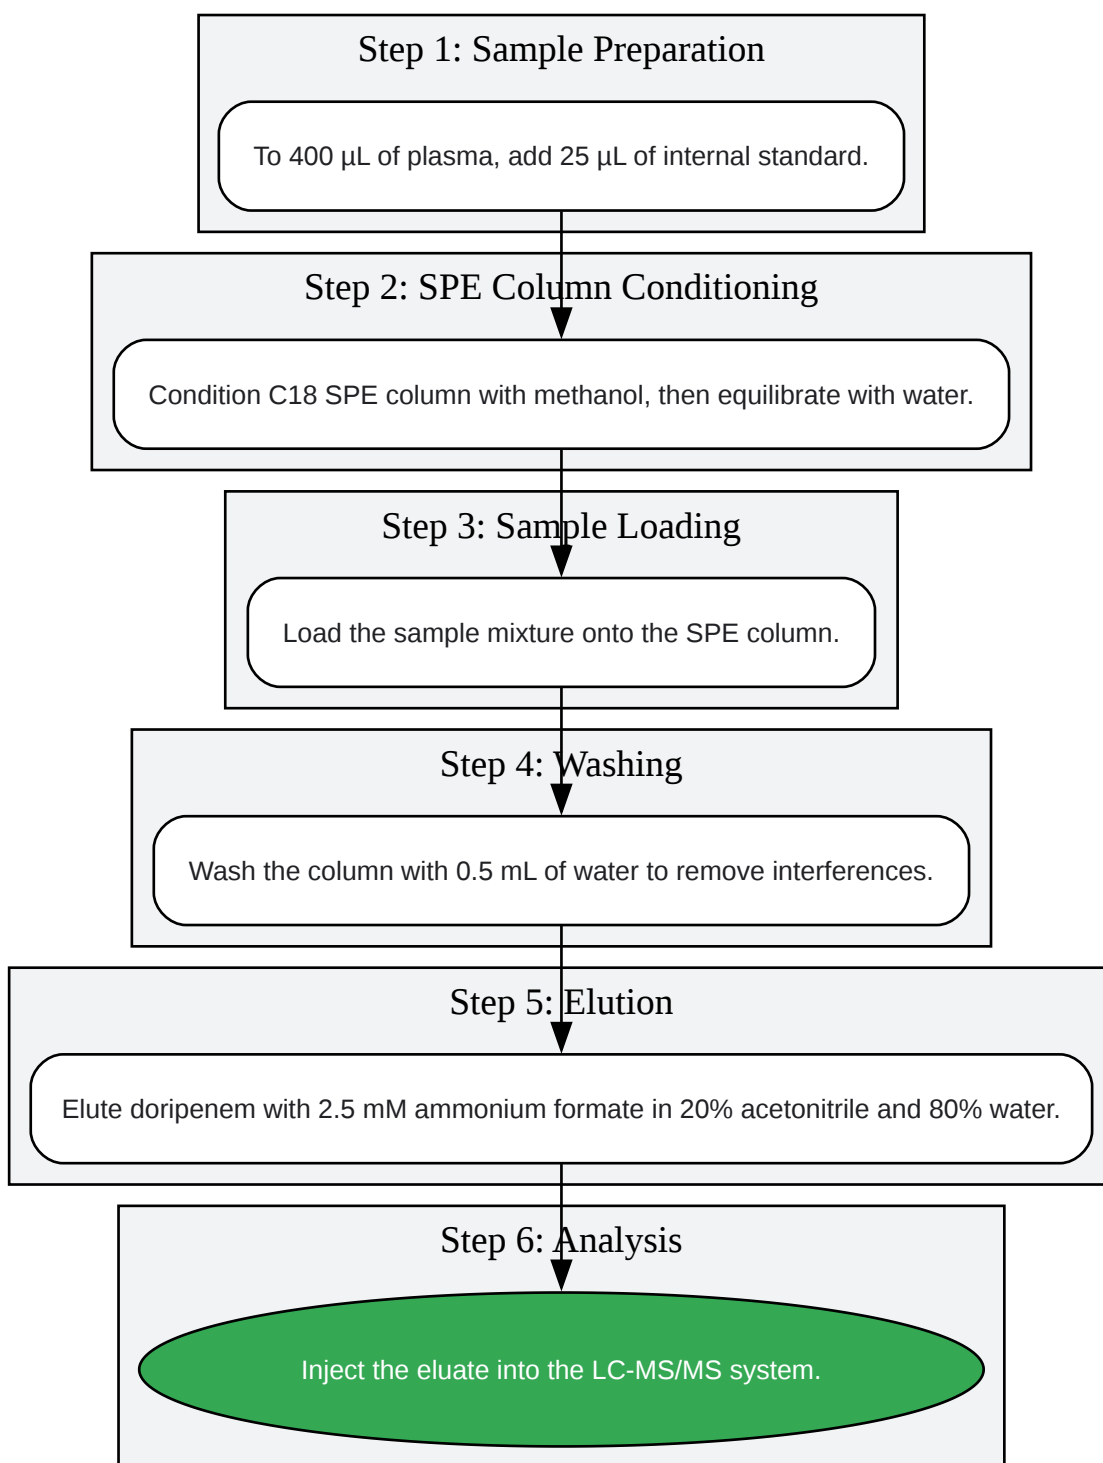 Step 1: Sample Preparation
To 400 µL of plasma, add 25 µL of internal standard.
Step 2: SPE Column Conditioning
Condition C18 SPE column with methanol, then equilibrate with water.
Step 3: Sample Loading
Load the sample mixture onto the SPE column.
Step 4: Washing
Wash the column with 0.5 mL of water to remove interferences.
Step 5: Elution
Elute doripenem with 2.5 mM ammonium formate in 20% acetonitrile and 80% water.
Step 6: Analysis
Inject the eluate into the LC-MS/MS system.